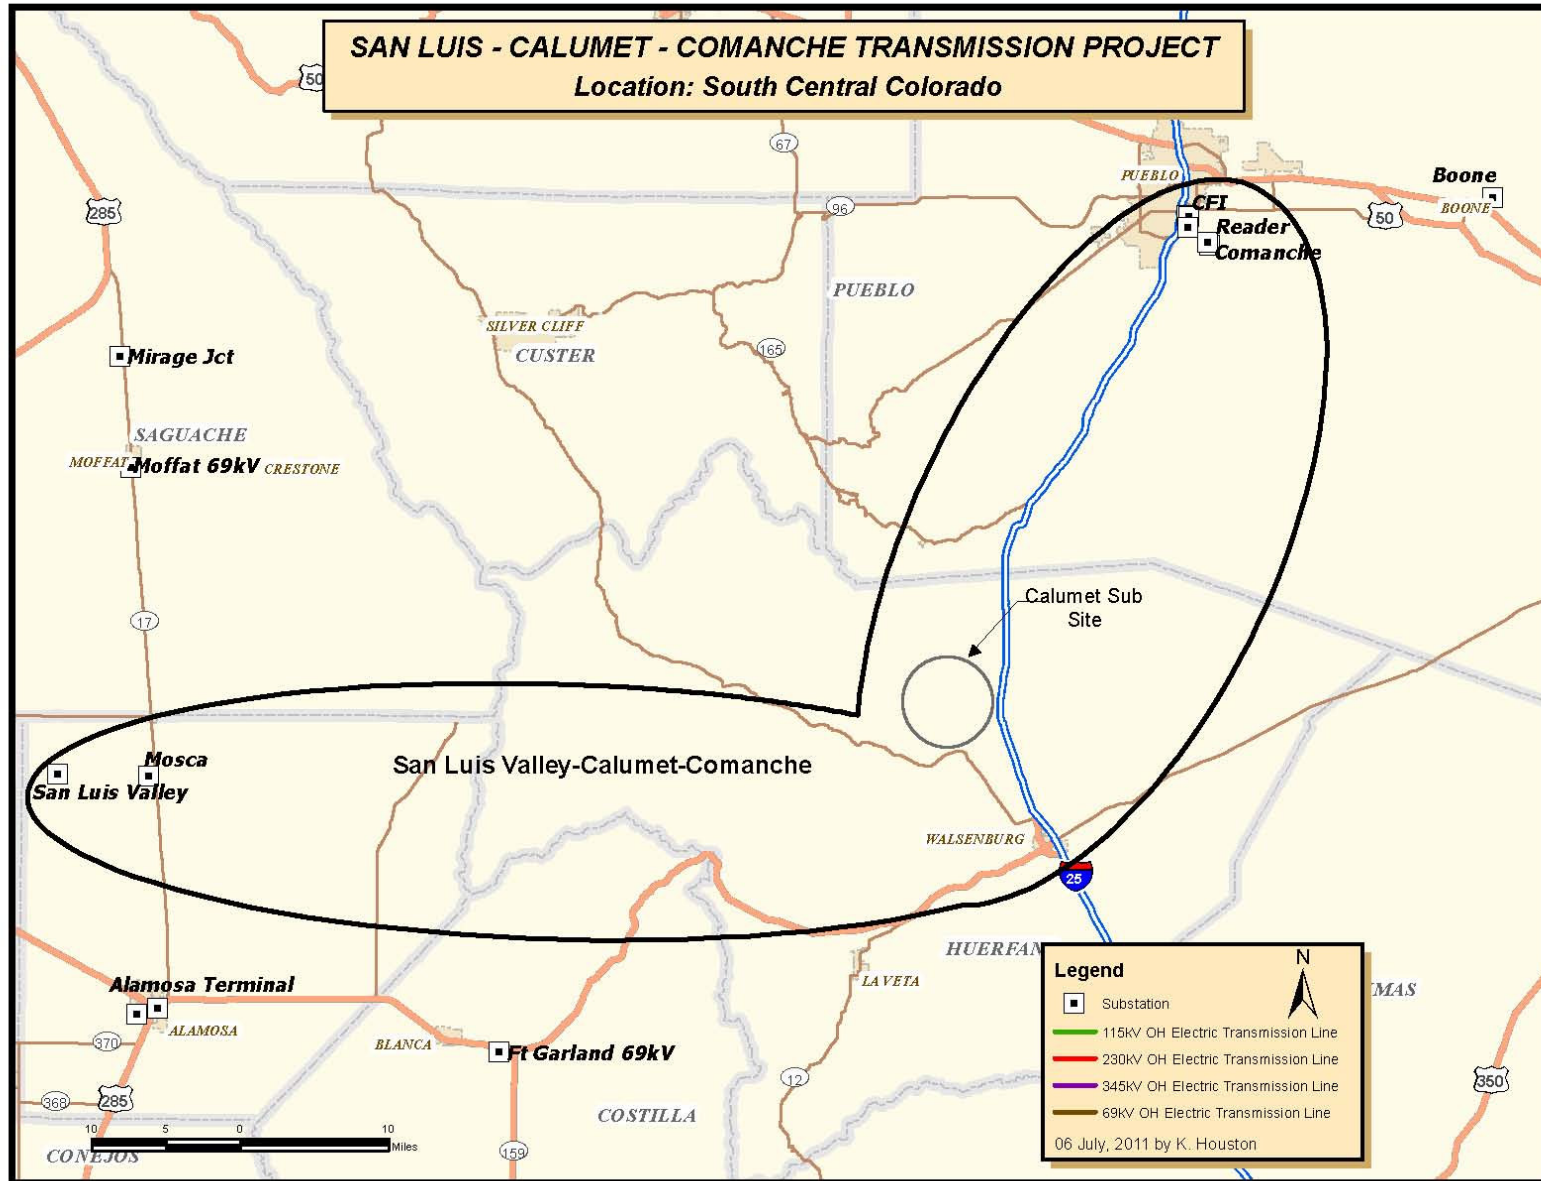 SAN LUIS - CALUMET - COMANCHE TRANSMISSION PROJECT
Location: South Central Colorado
50
67
PUEBLO
Boone
BOONE
285
96
CFI
50
Reader
Comanche
PUEBLO
SILVER CLIFF
CUSTER
165
Mirage Jct
SAGUACHE
MOFFAT
Moffat 69kV
CRESTONE
17
Calumet Sub
Site
Mosca
San Luis Valley
San Luis Valley-Calumet-Comanche
WALSENBURG
25
HUERFAN
LA VETA
Alamosa Terminal
ALAMOSA
370
BLANCA
Ft Garland 69kV
368
285
12
350
COSTILLA
159
CONEJOS
10
5
0
10
Miles
IMAS
Legend
N
Substation
115KV OH Electric Transmission Line
230KV OH Electric Transmission Line
345KV OH Electric Transmission Line
69KV OH Electric Transmission Line
06 July, 2011 by K. Houston